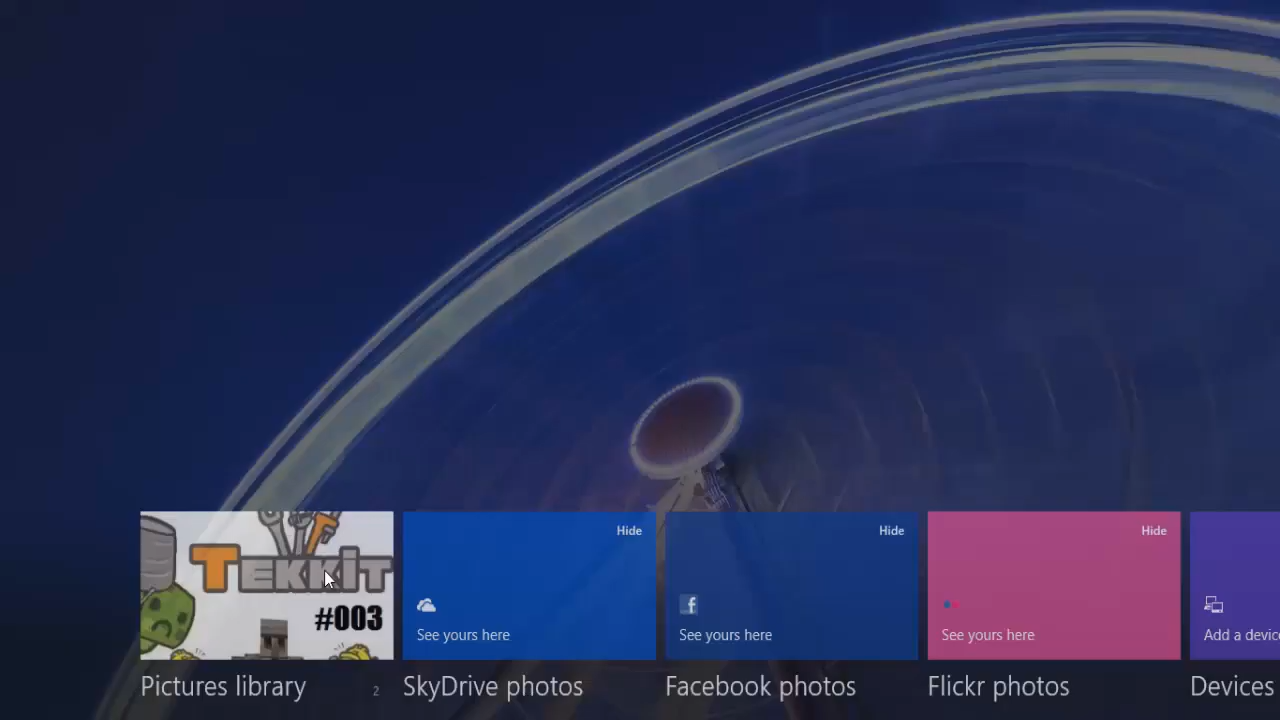 Hide
Hide
Hide
TEKKIT
#003
See yours here
See yours here
See yours here
Add a device
Pictures library 2
SkyDrive photos
Facebook photos
Flickr photos
Devices